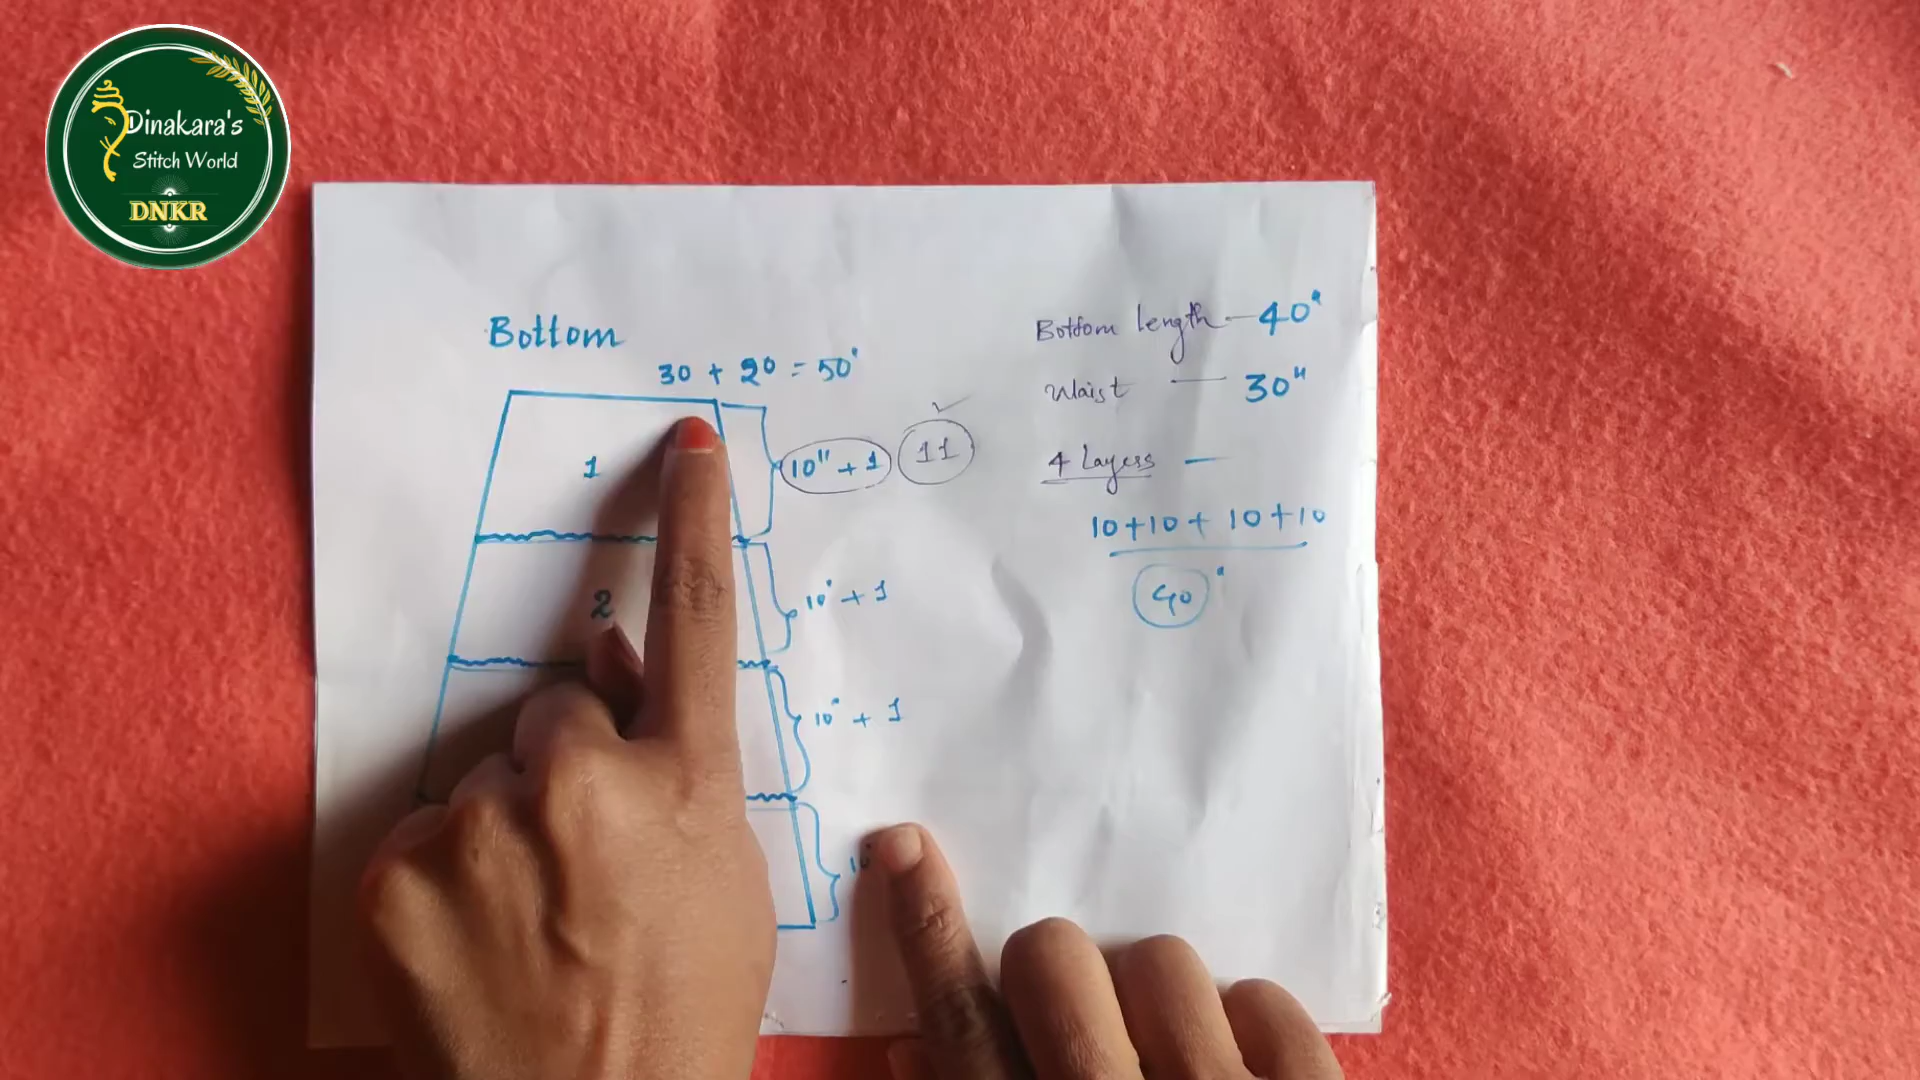 Dinakara's
Stitch World
DNKR
Bottom
30 + 20 = 50"
1
10" + 1
11
2
10" + 1
10" + 1
10"
Bottom length - 40"
Waist - 30"
4 Layers -
10+10+10+10
40"